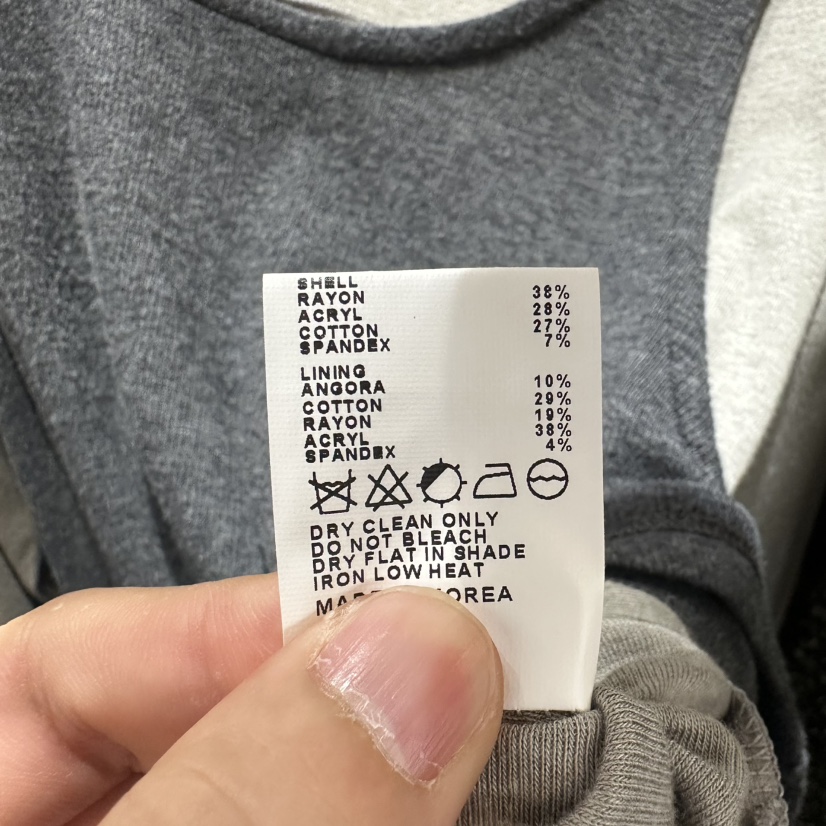 SHELL
RAYON 38%
ACRYL 28%
COTTON 27%
SPANDEX 7%
LINING
ANGORA 10%
COTTON 29%
RAYON 19%
ACRYL 38%
SPANDEX 4%
DRY CLEAN ONLY
DO NOT BLEACH
DRY FLAT IN SHADE
IRON LOW HEAT